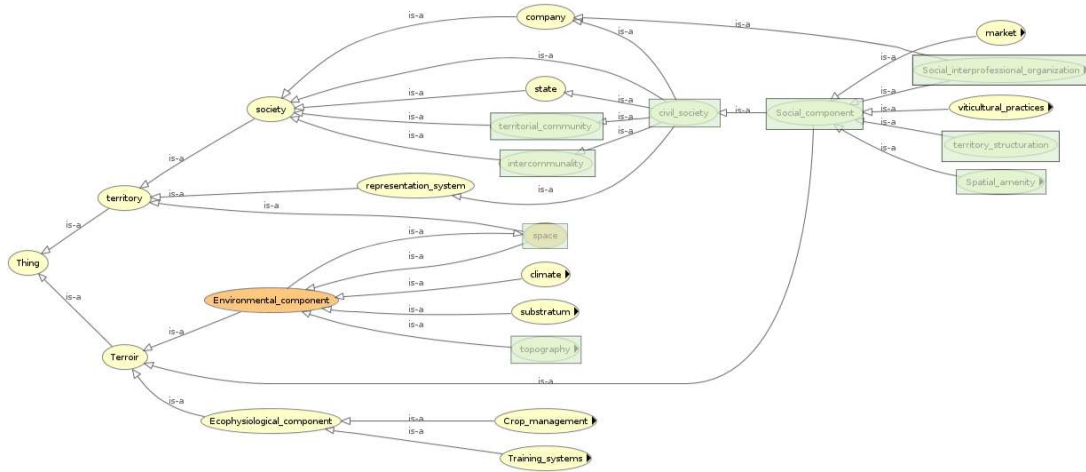 company
is-a
is-a
is-a
market
is-a
Social_interprofessional_organization
is-a
is-a
state
society
is-a
is-a
is-a
civil_society
is-a
Social_component
is-a
viticultural_practices
is-a
territorial_community
is-a
is-a
is-a
territory_structuration
is-a
is-a
intercommunality
is-a
Spatial_amenity
representation_system
territory
is-a
is-a
is-a
space
is-a
Thing
is-a
climate
is-a
Environmental_component
is-a
substratum
is-a
is-a
topography
Terroir
is-a
is-a
Ecophysiological_component
is-a
Crop_management
is-a
Training_systems